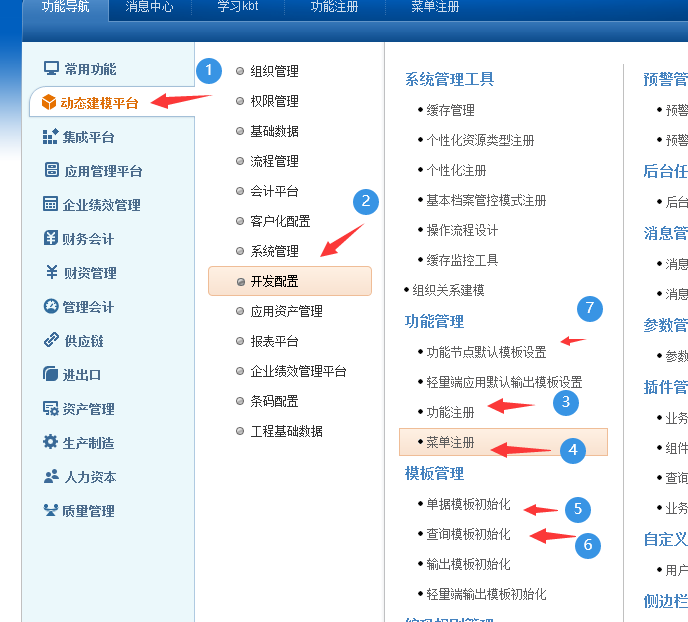 功能导航
消息中心
学习kbt
功能注册
菜单注册
常用功能
动态建模平台
集成平台
应用管理平台
企业绩效管理
财务会计
财资管理
管理会计
供应链
进出口
资产管理
生产制造
人力资本
质量管理
1
组织管理
权限管理
基础数据
流程管理
会计平台
2
客户化配置
系统管理
开发配置
应用资产管理
报表平台
企业绩效管理平台
条码配置
工程基础数据
系统管理工具
缓存管理
个性化资源类型注册
个性化注册
基本档案管控模式注册
操作流程设计
缓存监控工具
组织关系建模
7
功能管理
功能节点默认模板设置
轻量端应用默认输出模板设置
功能注册
3
菜单注册
4
模板管理
单据模板初始化
5
查询模板初始化
6
输出模板初始化
轻量端输出模板初始化
预警管
预警
预警
后台任
后台
消息管
消息
消息
参数管
参数
插件管
业务
组件
查询
业务
自定义
用户
侧边栏